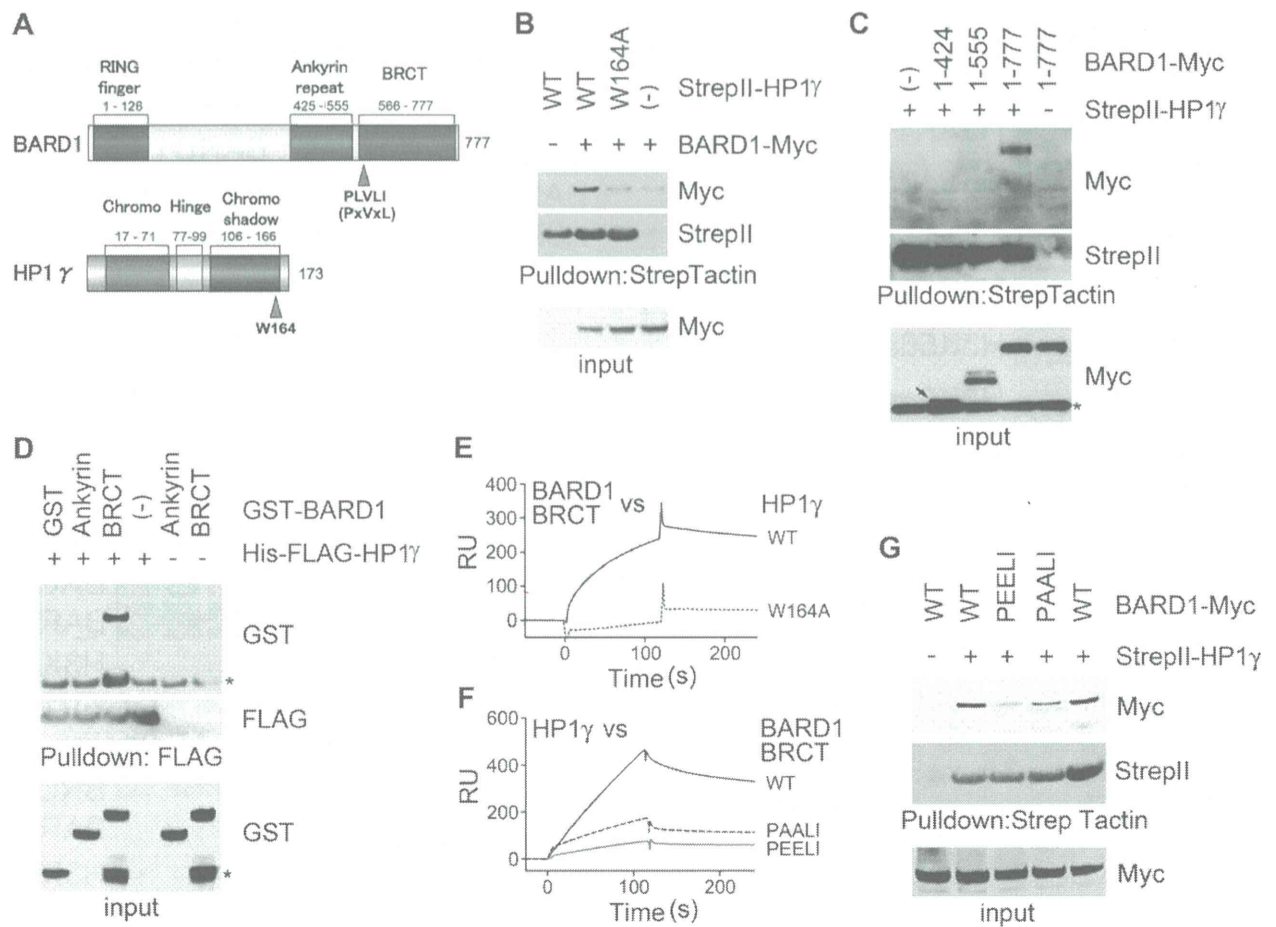 A
RING finger
1 - 126
Ankyrin repeat
425 - 555
BRCT
566 - 777
BARD1
777
PLVLI
(PxVxL)
Chromo
17 - 71
Hinge
77-99
Chromo shadow
106 - 166
HP1 γ
173
W164
B
WT WT W164A (-) StrepII-HP1γ
- + + + BARD1-Myc
Myc
StrepII
Pulldown:StrepTactin
Myc
input
C
(-) 1-424 1-555 1-777 1-777 BARD1-Myc
+ + + + - StrepII-HP1γ
Myc
StrepII
Pulldown:StrepTactin
Myc
*
input
D
GST Ankyrin BRCT (-) Ankyrin BRCT GST-BARD1
+ + + + - - His-FLAG-HP1γ
GST
*
FLAG
Pulldown: FLAG
GST
*
input
E
BARD1 BRCT vs HP1γ
400
300
200
100
0
RU
WT
W164A
0 100 200
Time (s)
F
HP1γ vs BARD1 BRCT
600
400
200
0
RU
WT
PAALI
PEELI
0 100 200
Time (s)
G
WT WT PEELI PAALI WT BARD1-Myc
- + + + + StrepII-HP1γ
Myc
StrepII
Pulldown:Strep Tactin
Myc
input